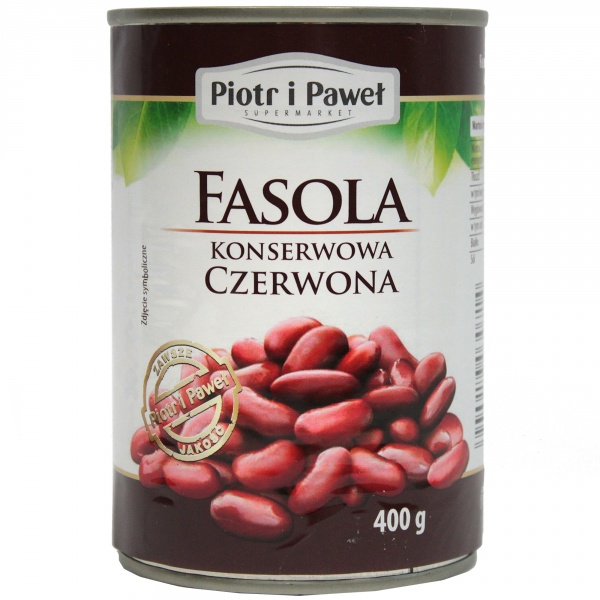 Piotr i Paweł
SUPERMARKET
FASOLA
KONSERWOWA
CZERWONA
Zdjęcie symboliczne
ZAWSZE
Piotr i Paweł
JAKOŚĆ
400 g